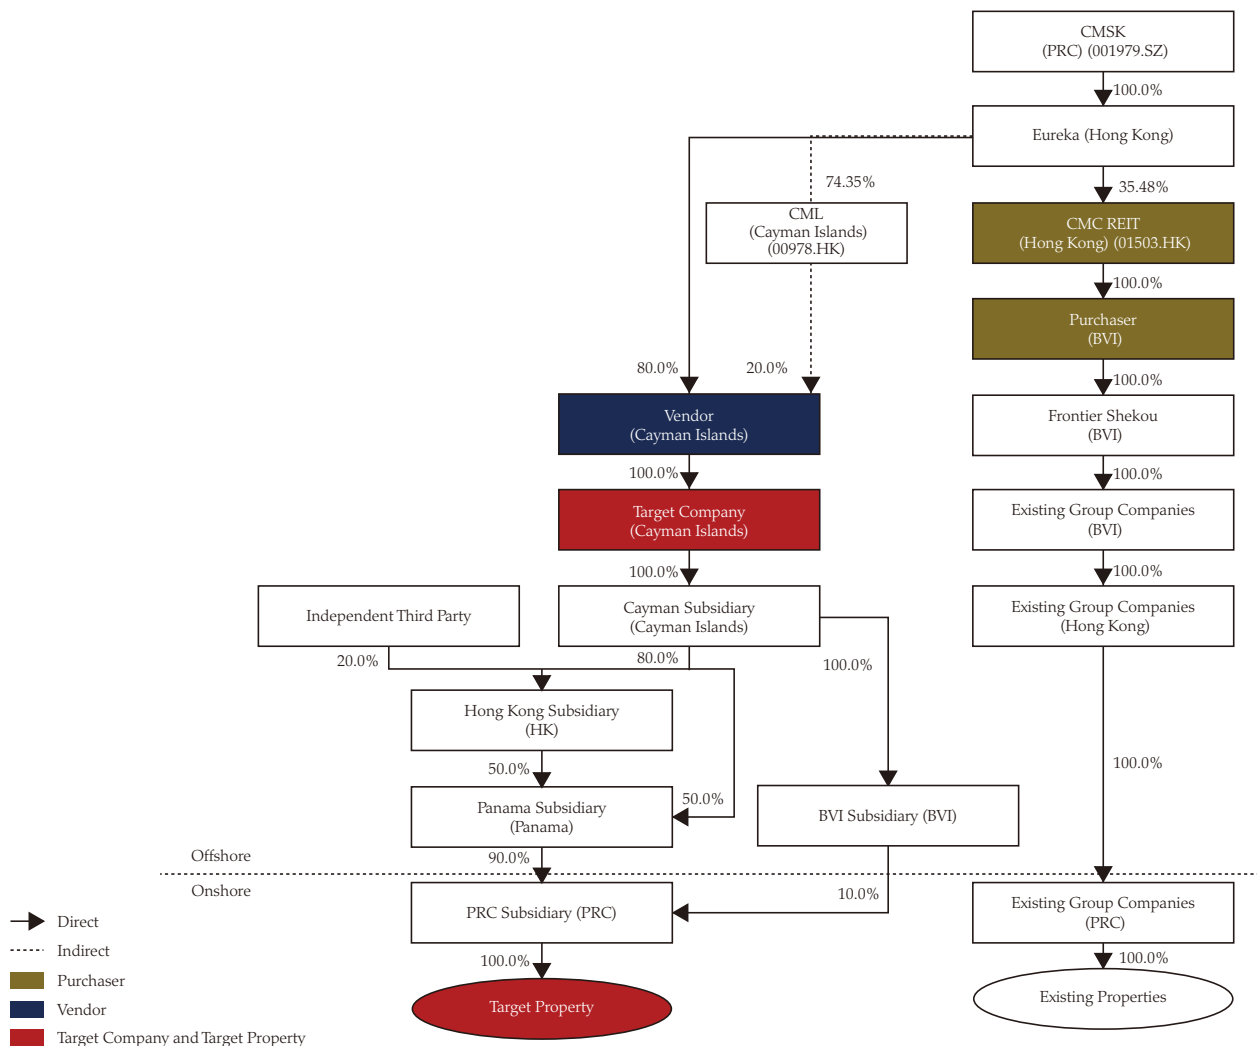 CMSK
(PRC) (001979.SZ)
100.0%
Eureka (Hong Kong)
74.35%
35.48%
CML
(Cayman Islands)
(00978.HK)
CMC REIT
(Hong Kong) (01503.HK)
100.0%
Purchaser
(BVI)
80.0%
20.0%
100.0%
Vendor
(Cayman Islands)
Frontier Shekou
(BVI)
100.0%
100.0%
Target Company
(Cayman Islands)
Existing Group Companies
(BVI)
100.0%
100.0%
Independent Third Party
Cayman Subsidiary
(Cayman Islands)
Existing Group Companies
(Hong Kong)
20.0%
80.0%
100.0%
Hong Kong Subsidiary
(HK)
50.0%
100.0%
Panama Subsidiary
(Panama)
50.0%
BVI Subsidiary (BVI)
Offshore
90.0%
Onshore
10.0%
PRC Subsidiary (PRC)
Existing Group Companies
(PRC)
100.0%
100.0%
Target Property
Existing Properties
Direct
Indirect
Purchaser
Vendor
Target Company and Target Property